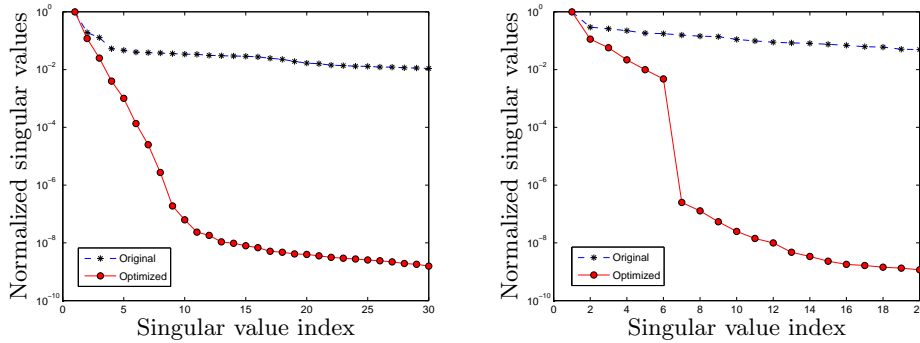 Normalized singular values
10^0
10^-2
10^-4
10^-6
10^-8
10^-10
Original
Optimized
0 5 10 15 20 25 30
Singular value index
Normalized singular values
10^0
10^-2
10^-4
10^-6
10^-8
10^-10
Original
Optimized
0 2 4 6 8 10 12 14 16 18 20
Singular value index